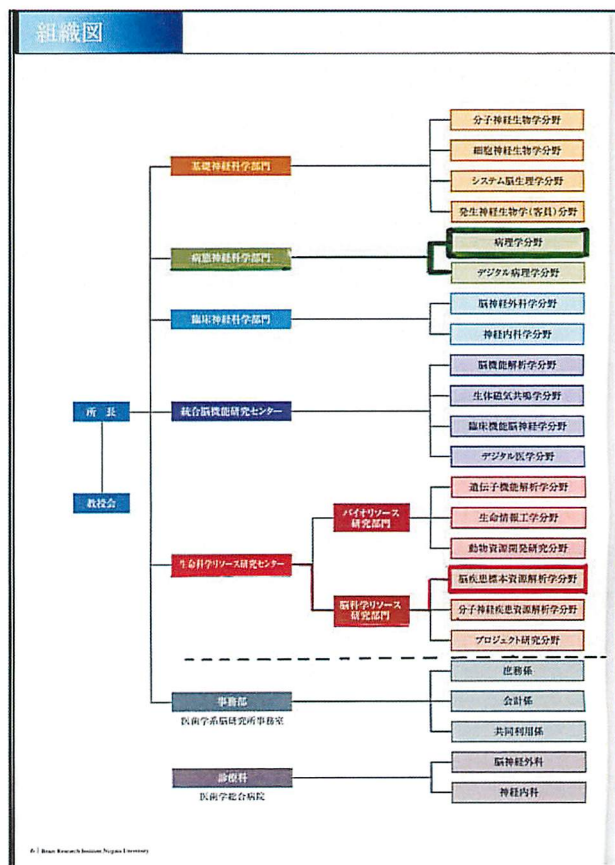 組織図
分子神経生物学分野
細胞神経生物学分野
基礎神経科学部門
システム脳生理学分野
発生神経生物学(客員)分野
病理学分野
病態神経科学部門
デジタル病理学分野
脳神経外科学分野
臨床神経科学部門
神経内科学分野
脳機能解析学分野
生体磁気共鳴学分野
所 長
統合脳機能研究センター
臨床機能脳神経学分野
デジタル医学分野
教授会
遺伝子機能解析学分野
バイオリソース
研究部門
生命情報工学分野
動物資源開発研究分野
生命科学リソース研究センター
脳疾患標本資源解析学分野
脳科学リソース
研究部門
分子神経疾患資源解析学分野
プロジェクト研究分野
庶務係
事務部
会計係
医歯学系脳研究所事務室
共同利用係
脳神経外科
診療科
医歯学総合病院
神経内科
6 | Brain Research Institute Niigata University